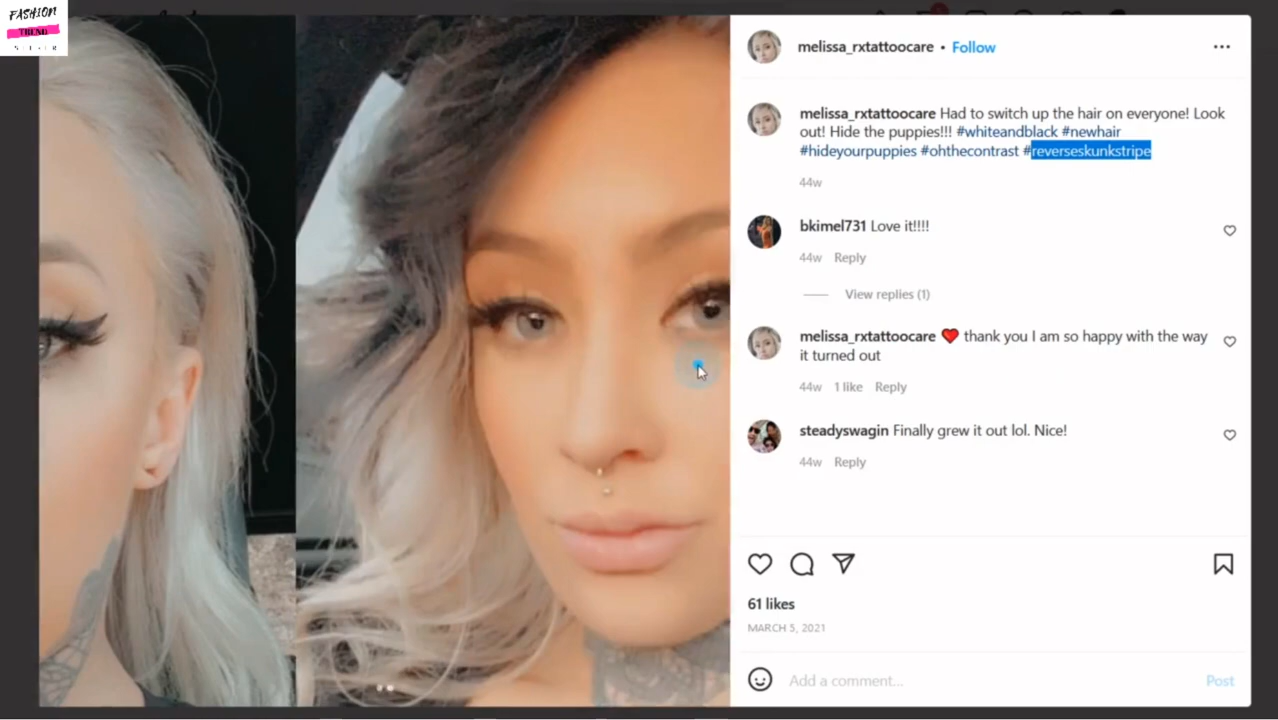 FASHION
TREND
SEEKER
melissa_rxtattoocare • Follow
melissa_rxtattoocare Had to switch up the hair on everyone! Look
out! Hide the puppies!!! #whiteandblack #newhair
#hideyourpuppies #ohthecontrast #reverseskunkstripe
44w
bkimel731 Love it!!!!
44w Reply
View replies (1)
melissa_rxtattoocare ❤️ thank you I am so happy with the way
it turned out
44w 1 like Reply
steadyswagin Finally grew it out lol. Nice!
44w Reply
61 likes
MARCH 5, 2021
Add a comment...
Post